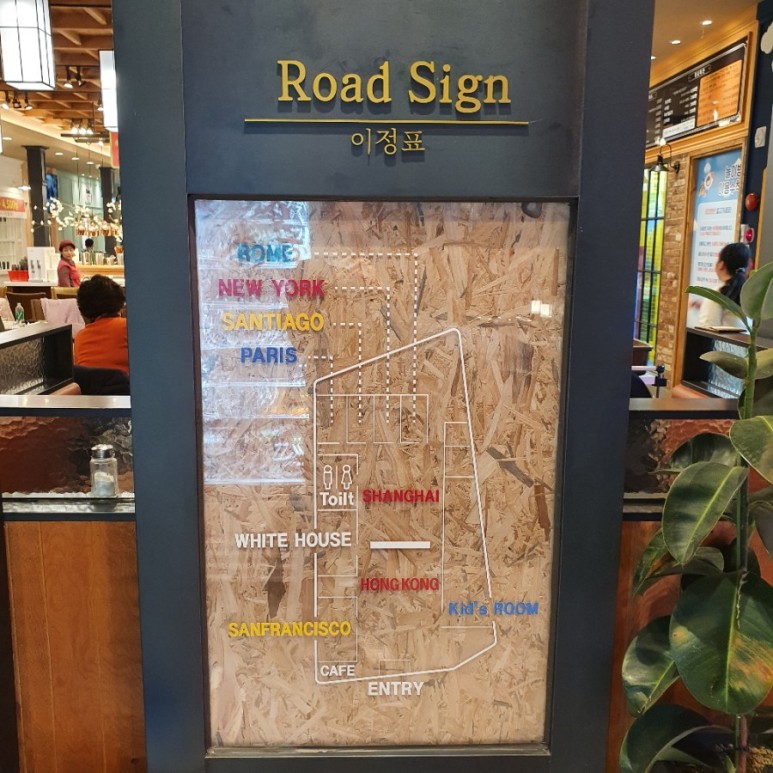 Road Sign
이정표
ROME
NEW YORK
SANTIAGO
PARIS
Toilt
SHANGHAI
WHITE HOUSE
HONG KONG
Kid's ROOM
SANFRANCISCO
CAFE
ENTRY